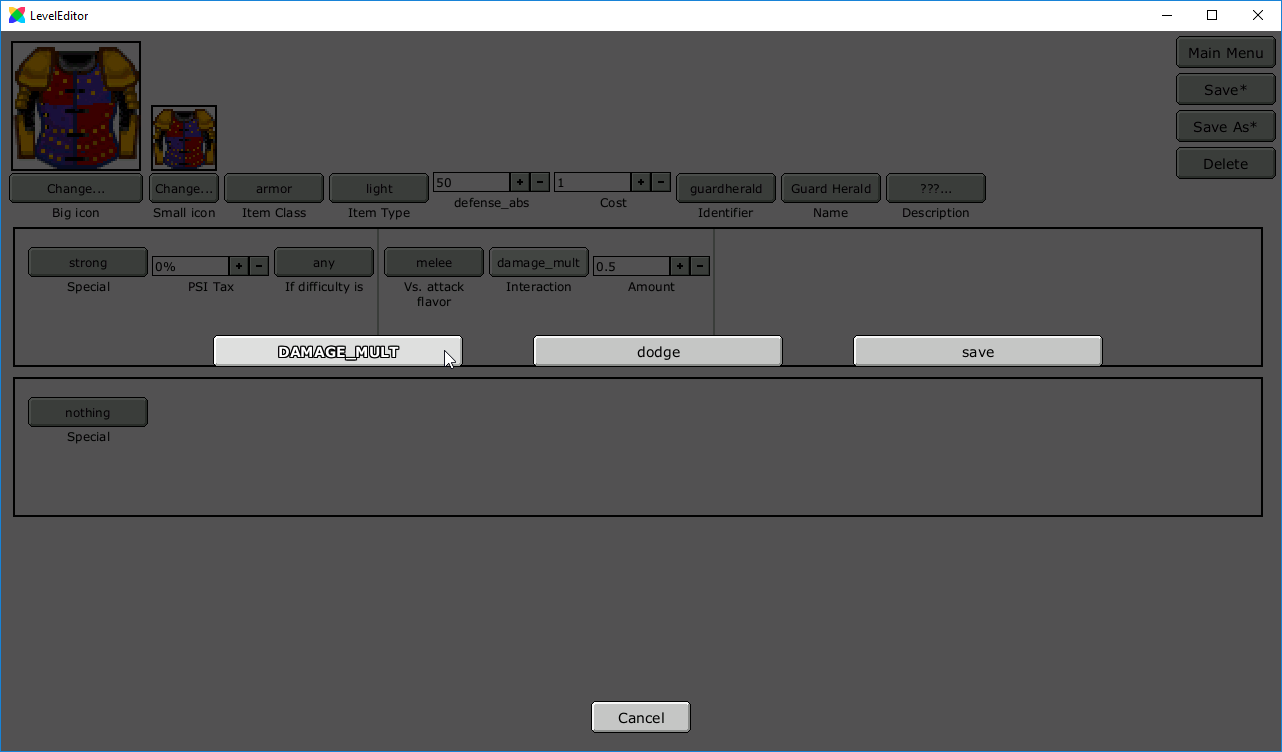 LevelEditor
Main Menu
Save*
Save As*
Delete
Change...
Big icon
Change...
Small icon
armor
Item Class
light
Item Type
50
+
-
defense_abs
1
+
-
Cost
guardherald
Identifier
Guard Herald
Name
???...
Description
strong
Special
0%
+
-
PSI Tax
any
If difficulty is
melee
Vs. attack
flavor
damage_mult
Interaction
0.5
+
-
Amount
DAMAGE_MULT
dodge
save
nothing
Special
Cancel